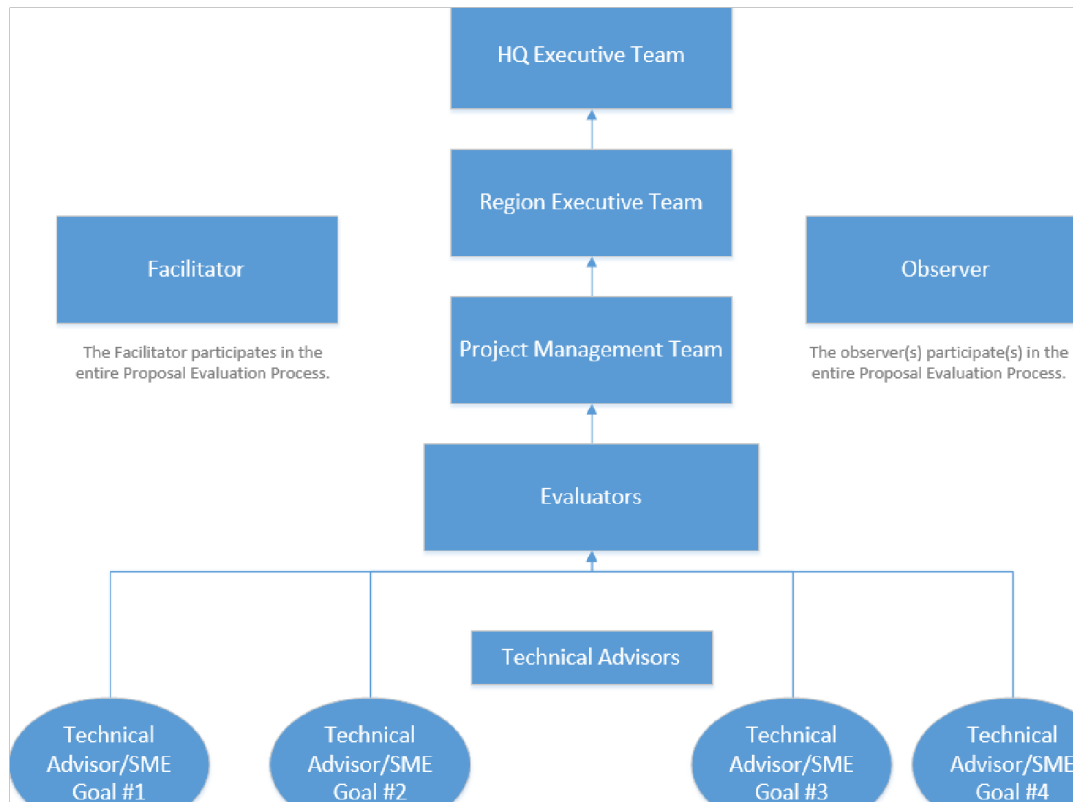 HQ Executive Team
Region Executive Team
Facilitator
Observer
The Facilitator participates in the
entire Proposal Evaluation Process.
The observer(s) participate(s) in the
entire Proposal Evaluation Process.
Project Management Team
Evaluators
Technical Advisors
Technical
Advisor/SME
Goal #1
Technical
Advisor/SME
Goal #2
Technical
Advisor/SME
Goal #3
Technical
Advisor/SME
Goal #4